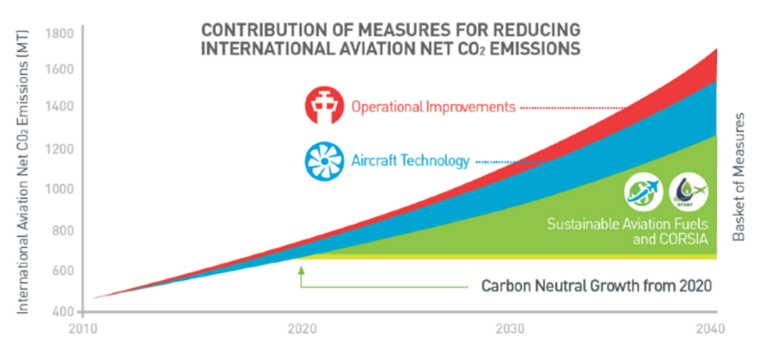 CONTRIBUTION OF MEASURES FOR REDUCING
INTERNATIONAL AVIATION NET CO₂ EMISSIONS
International Aviation Net CO₂ Emissions (MT)
1800
1600
1400
1200
1000
800
600
400
Operational Improvements
Aircraft Technology
Sustainable Aviation Fuels
and CORSIA
Basket of Measures
Carbon Neutral Growth from 2020
2010
2020
2030
2040